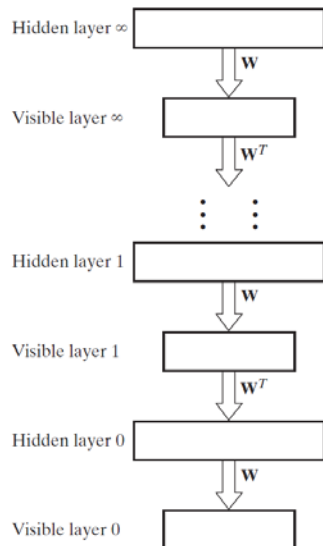 Hidden layer ∞
W
Visible layer ∞
W^T
Hidden layer 1
W
Visible layer 1
W^T
Hidden layer 0
W
Visible layer 0